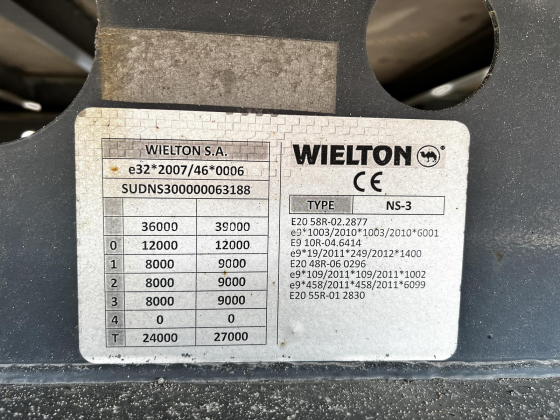 WIELTON S.A.
e32*2007/46*0006
SUDNS300000063188
36000 39000
0 12000 12000
1 8000 9000
2 8000 9000
3 8000 9000
4 0 0
T 24000 27000
WIELTON
CE
TYPE NS-3
E20 58R-02.2877
e9*1003/2010*1003/2010*6001
E9 10R-04.6414
e9*19/2011*249/2012*1400
E20 48R-06 0296
e9*109/2011*109/2011*1002
e9*458/2011*458/2011*6099
E20 55R-01 2830